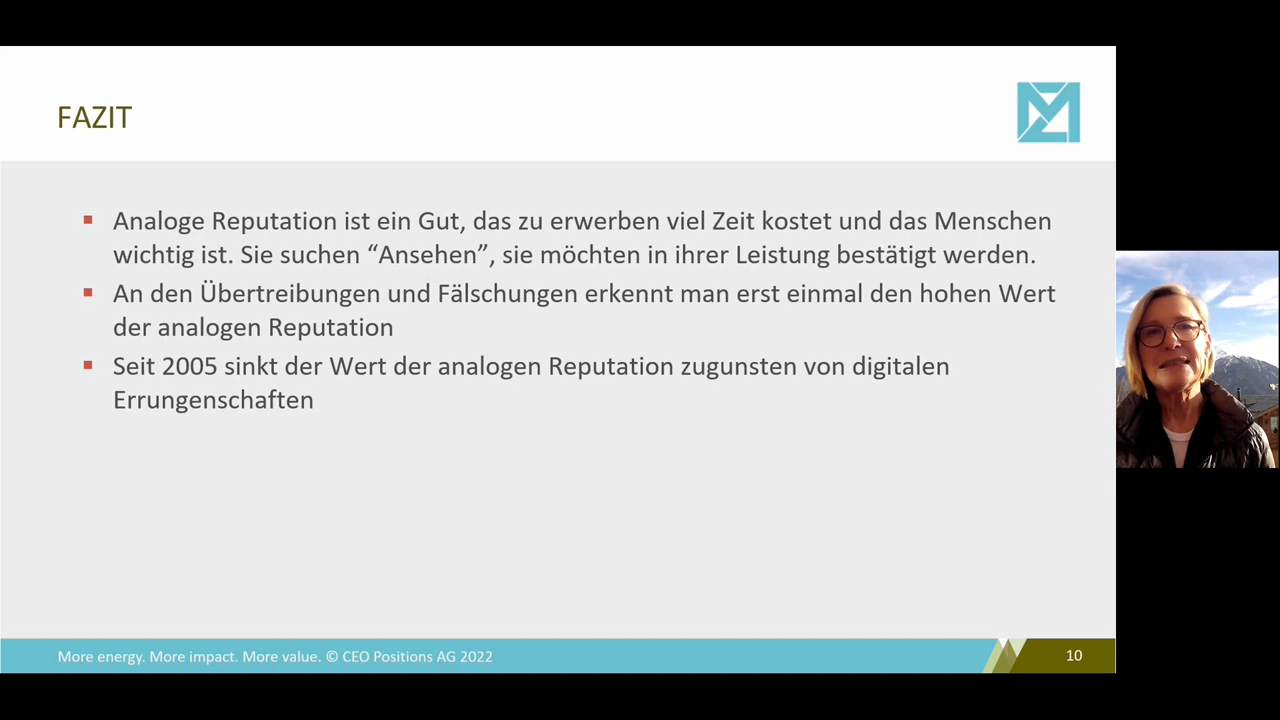 FAZIT
Analoge Reputation ist ein Gut, das zu erwerben viel Zeit kostet und das Menschen
wichtig ist. Sie suchen “Ansehen”, sie möchten in ihrer Leistung bestätigt werden.
An den Übertreibungen und Fälschungen erkennt man erst einmal den hohen Wert
der analogen Reputation
Seit 2005 sinkt der Wert der analogen Reputation zugunsten von digitalen
Errungenschaften
More energy. More impact. More value. © CEO Positions AG 2022
10